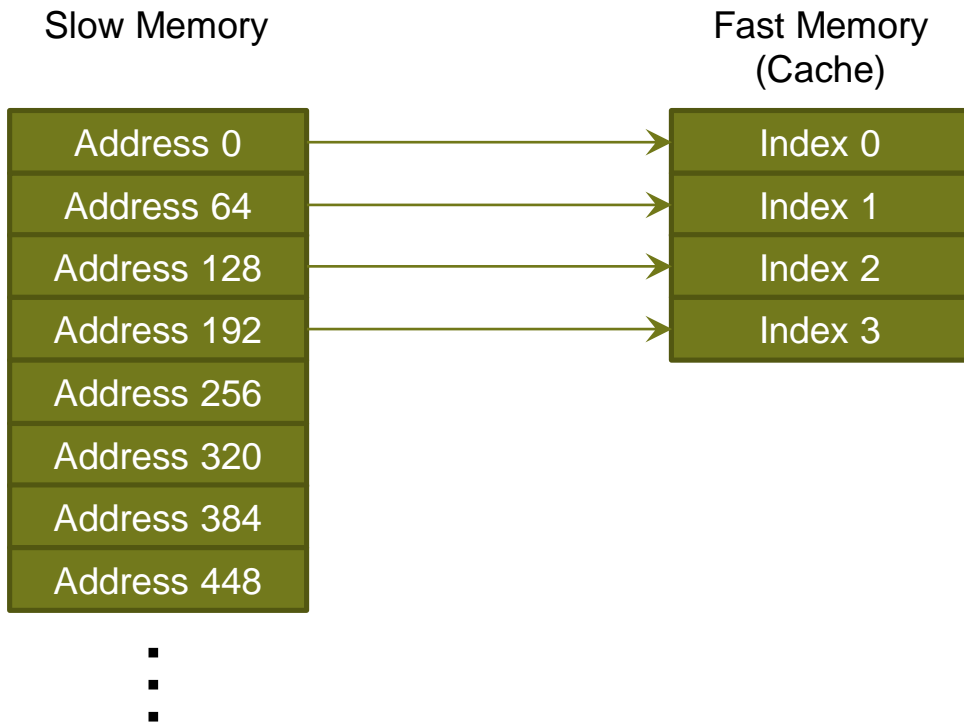 Slow Memory
Fast Memory
(Cache)
Address 0
Address 64
Address 128
Address 192
Address 256
Address 320
Address 384
Address 448
Index 0
Index 1
Index 2
Index 3